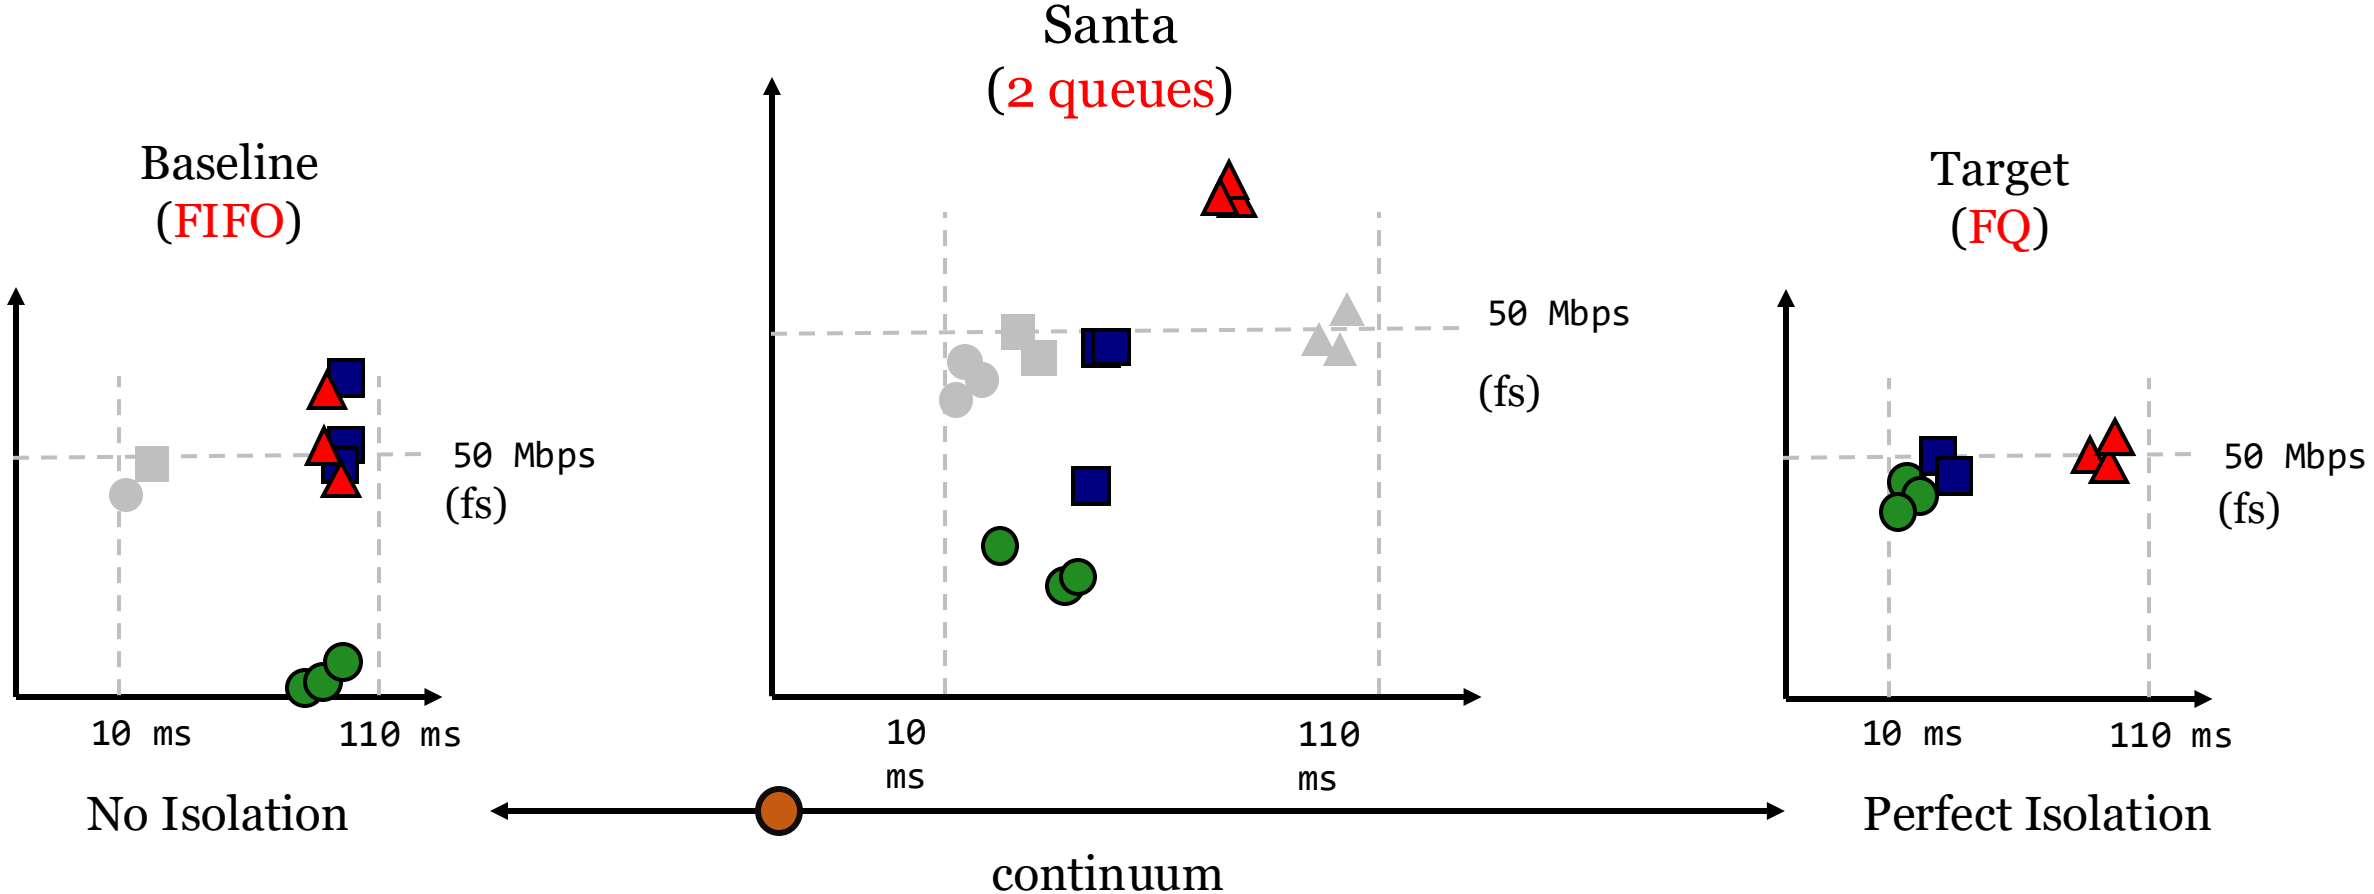 Santa
(2 queues)
Baseline
(FIFO)
Target
(FQ)
50 Mbps
(fs)
50 Mbps
(fs)
50 Mbps
(fs)
10 ms
110 ms
10
ms
110
ms
10 ms
110 ms
No Isolation
Perfect Isolation
continuum